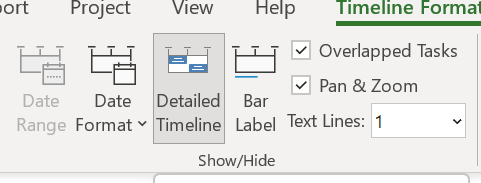 ort Project View Help Timeline Format
Date Range
Date Format
Detailed Timeline
Bar Label
Overlapped Tasks
Pan & Zoom
Text Lines: 1
Show/Hide